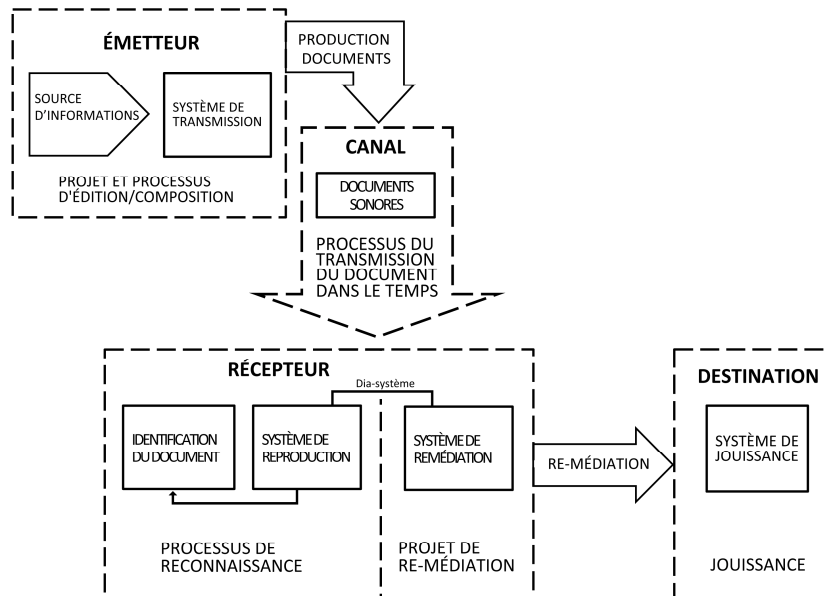 ÉMETTEUR
SOURCE
D'INFORMATIONS
SYSTÈME DE
TRANSMISSION
PROJET ET PROCESSUS
D'ÉDITION/COMPOSITION
PRODUCTION
DOCUMENTS
CANAL
DOCUMENTS
SONORES
PROCESSUS DU
TRANSMISSION
DU DOCUMENT
DANS LE TEMPS
RÉCEPTEUR
Dia-système
IDENTIFICATION
DU DOCUMENT
SYSTÈME DE
REPRODUCTION
SYSTÈME DE
REMÉDIATION
PROCESSUS DE
RECONNAISSANCE
PROJET DE
RE-MÉDIATION
RE-MÉDIATION
DESTINATION
SYSTÈME DE
JOUISSANCE
JOUISSANCE